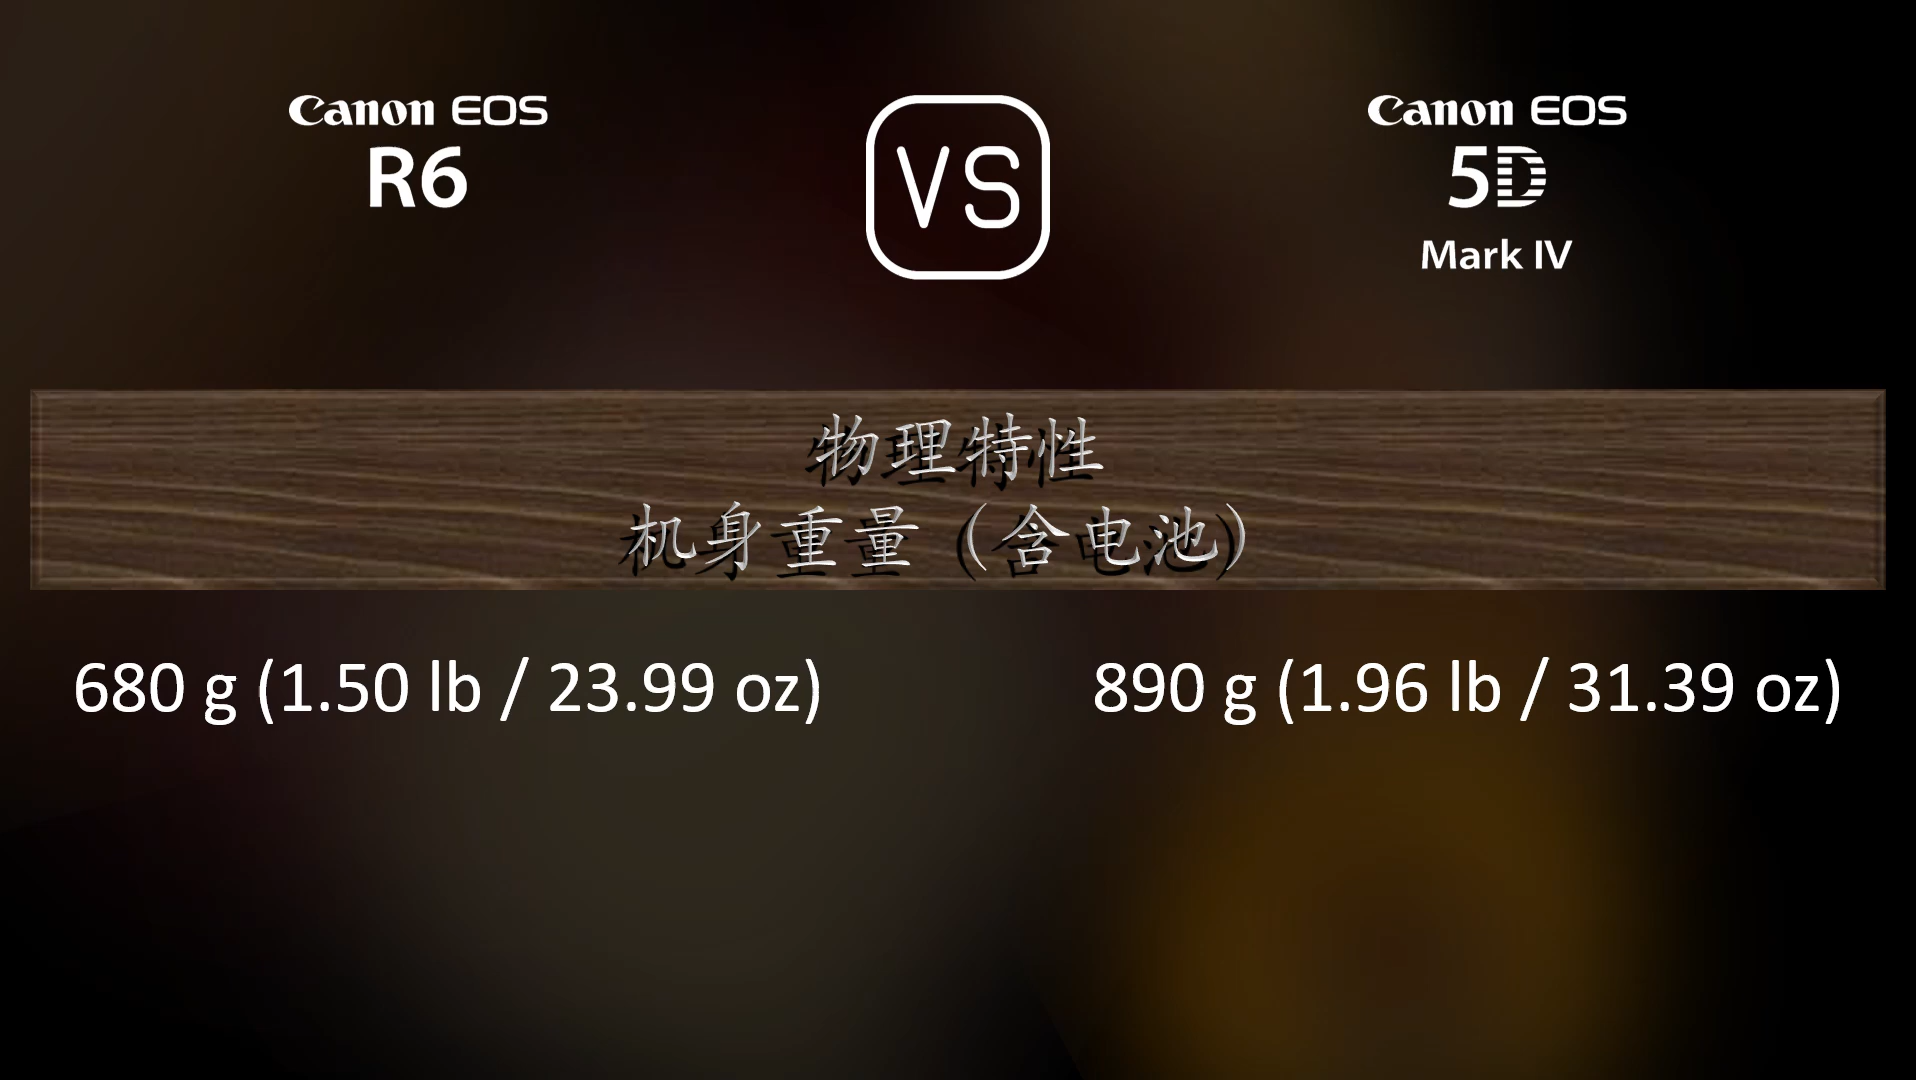 Canon EOS
R6
VS
Canon EOS
5D
Mark IV
物理特性
机身重量（含电池）
680 g (1.50 lb / 23.99 oz)
890 g (1.96 lb / 31.39 oz)